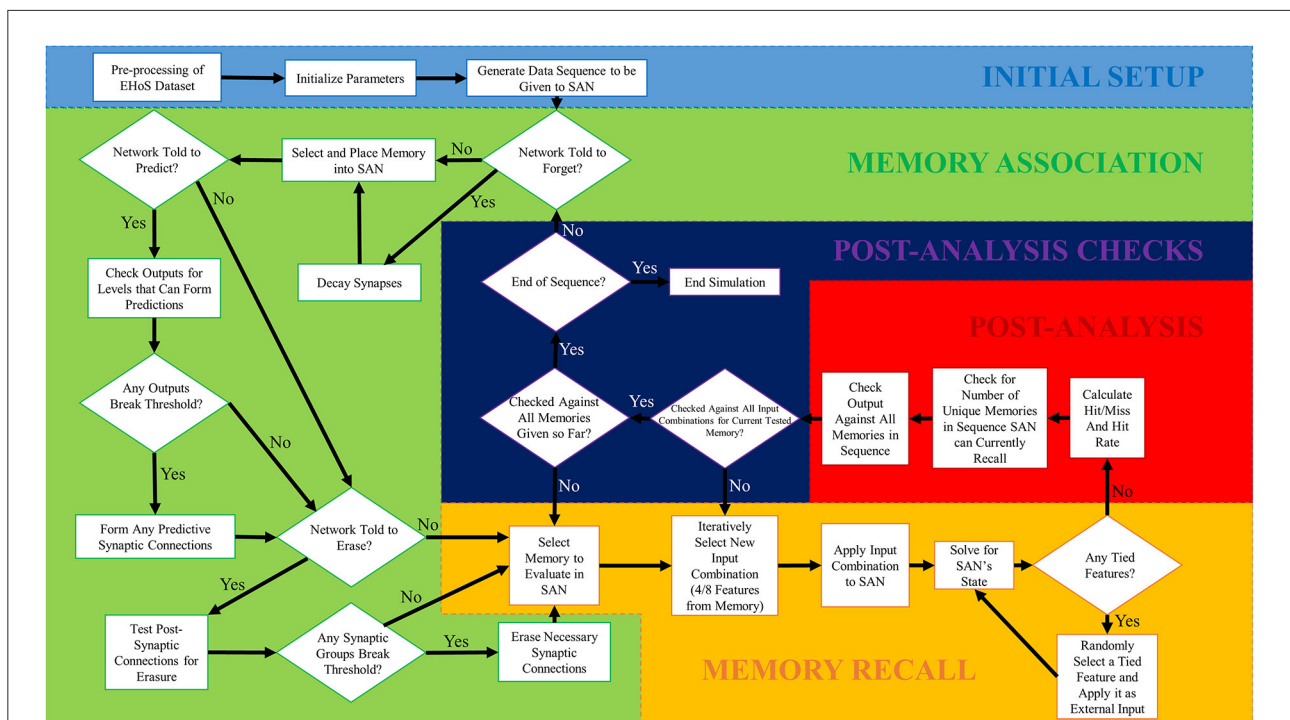 Pre-processing of
EHoS Dataset
Initialize Parameters
Generate Data Sequence to be
Given to SAN
INITIAL SETUP
MEMORY ASSOCIATION
Network Told to
Predict?
Select and Place Memory
into SAN
No
Network Told to
Forget?
Yes
No
Yes
No
Check Outputs for
Levels that Can Form
Predictions
Decay Synapses
End of Sequence?
Yes
End Simulation
POST-ANALYSIS CHECKS
POST-ANALYSIS
Any Outputs
Break Threshold?
No
Yes
Yes
Checked Against
All Memories
Given so Far?
Yes
Checked Against All Input
Combinations for Current Tested
Memory?
Check
Output
Against All
Memories in
Sequence
Check for
Number of
Unique Memories
in Sequence SAN
can Currently
Recall
Calculate
Hit/Miss
And Hit
Rate
No
No
No
Form Any Predictive
Synaptic Connections
Network Told to
Erase?
No
Select
Memory to
Evaluate in
SAN
Iteratively
Select New
Input
Combination
(4/8 Features
from Memory)
Apply Input
Combination
to SAN
Solve for
SAN's
State
Any Tied
Features?
Yes
No
Yes
Test Post-
Synaptic
Connections for
Erasure
Any Synaptic
Groups Break
Threshold?
Yes
Erase Necessary
Synaptic
Connections
MEMORY RECALL
Randomly
Select a Tied
Feature and
Apply it as
External Input